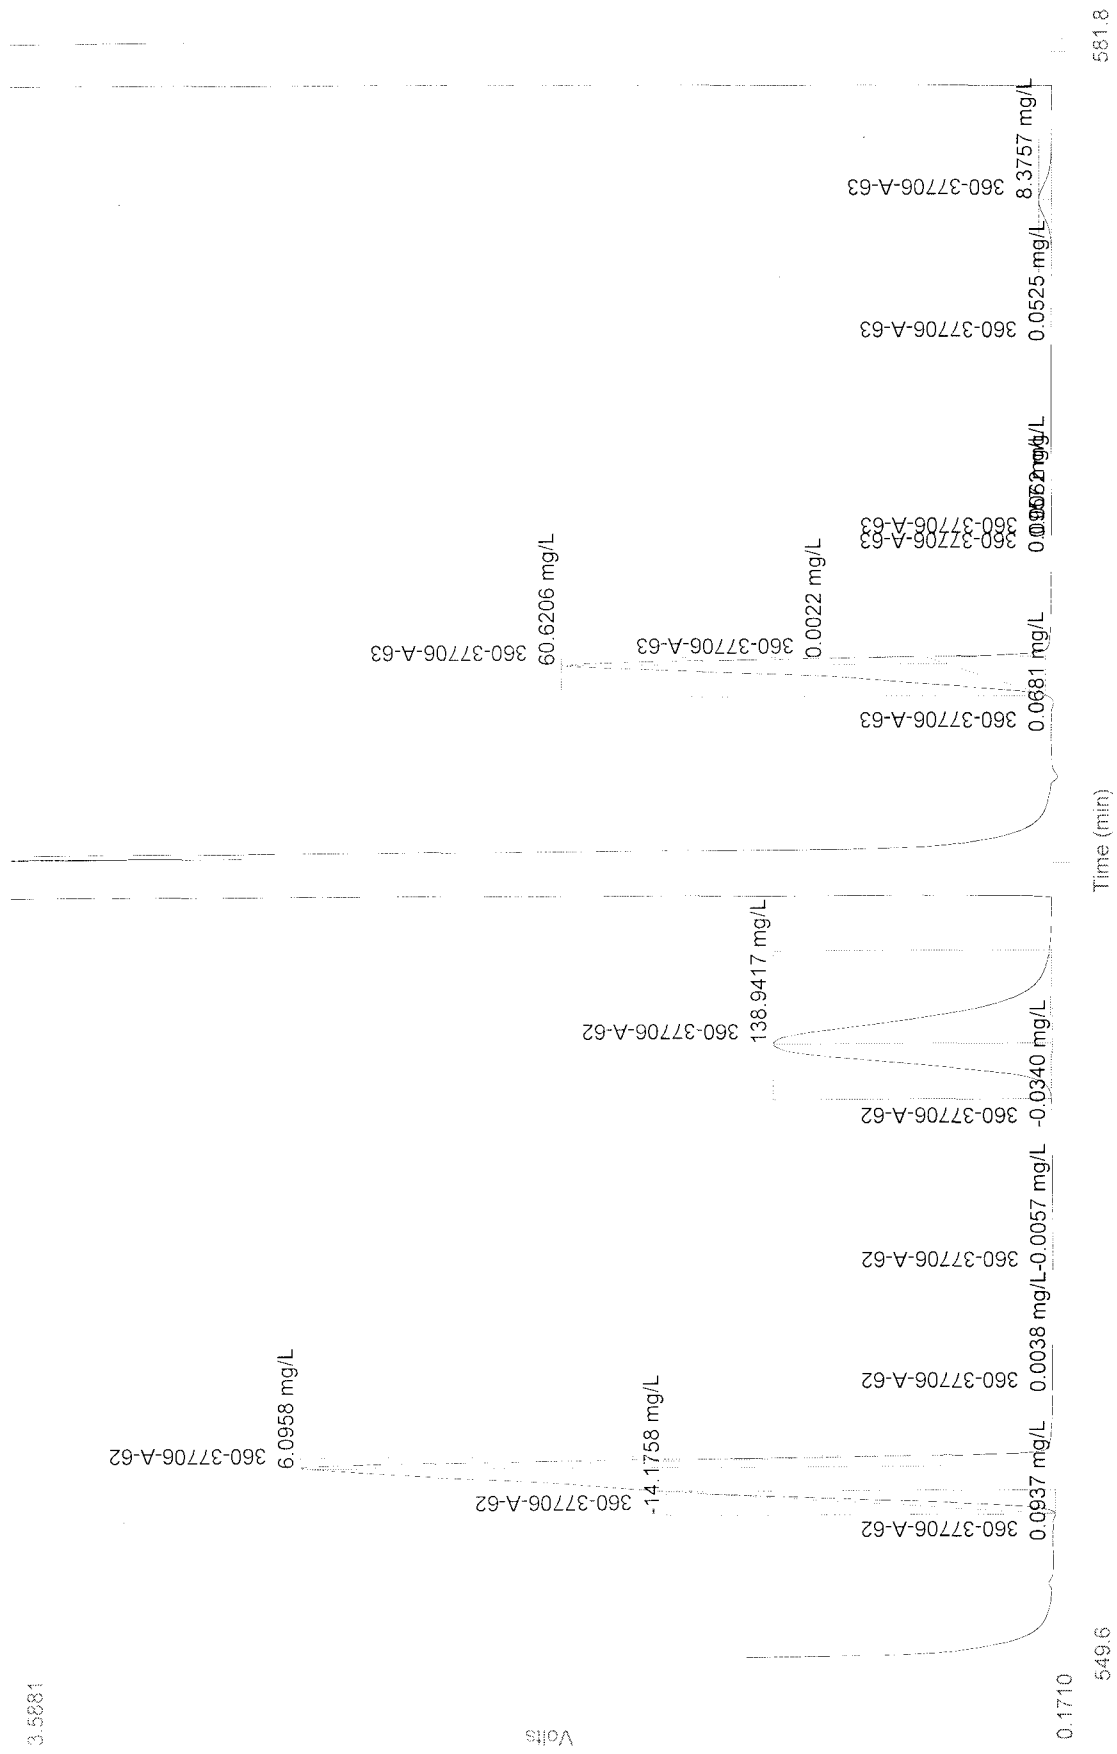 3.5881
Volts
0.1710
549.6
Time (min)
581.8
360-37706-A-62
0.0937 mg/L
360-37706-A-62
-14.1758 mg/L
360-37706-A-62
6.0958 mg/L
360-37706-A-62
0.0038 mg/L
360-37706-A-62
-0.0057 mg/L
360-37706-A-62
-0.0340 mg/L
360-37706-A-62
138.9417 mg/L
360-37706-A-63
0.0681 mg/L
360-37706-A-63
60.6206 mg/L
360-37706-A-63
0.0022 mg/L
360-37706-A-63
360-37706-A-63
360-37706-A-63
0.0525 mg/L
360-37706-A-63
8.3757 mg/L